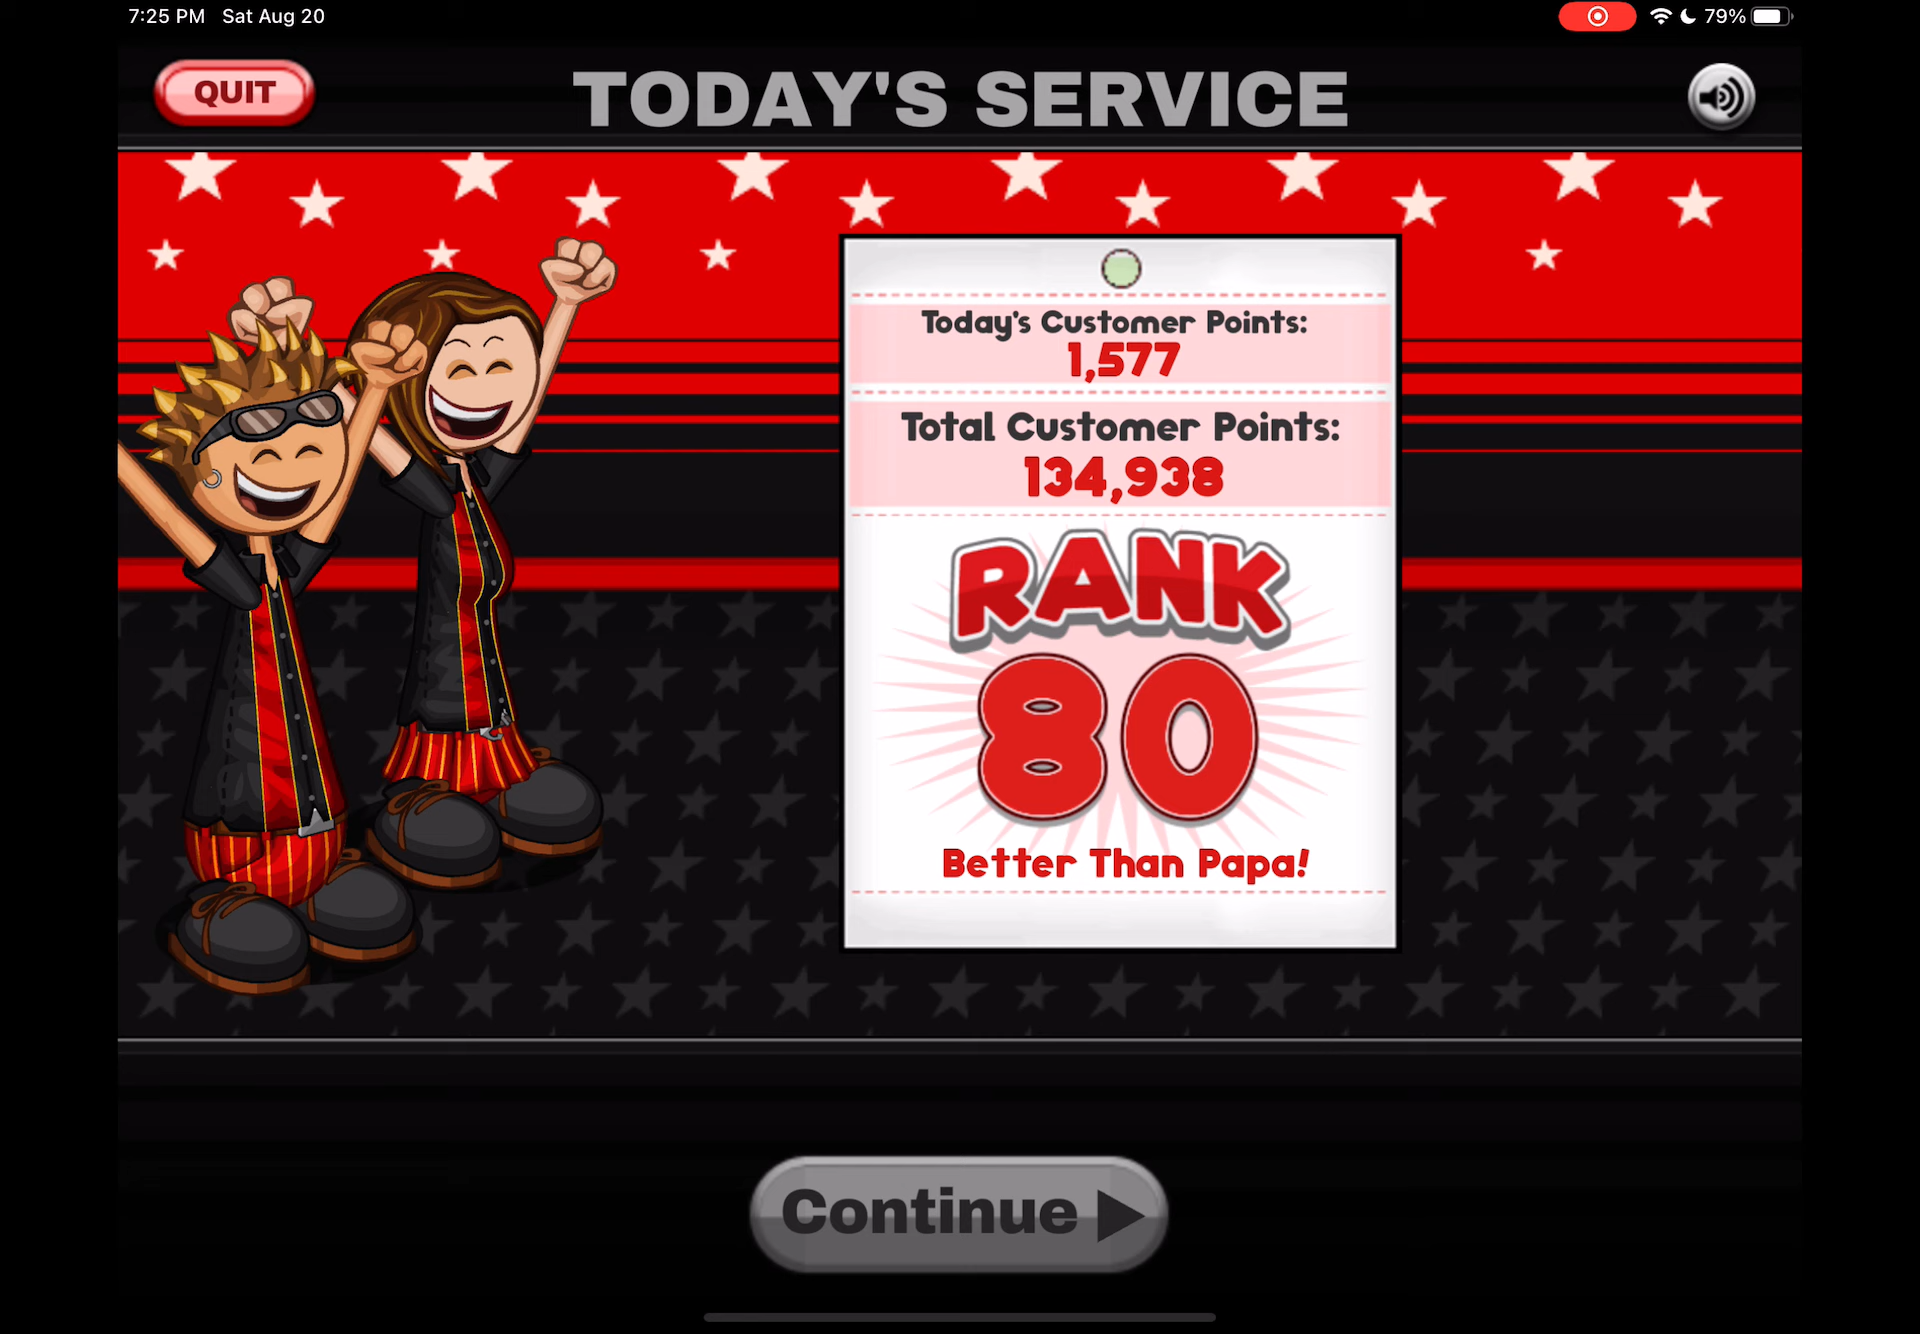 7:25 PM Sat Aug 20
79%
QUIT
TODAY'S SERVICE
Today's Customer Points:
1,577
Total Customer Points:
134,938
RANK
80
Better Than Papa!
Continue